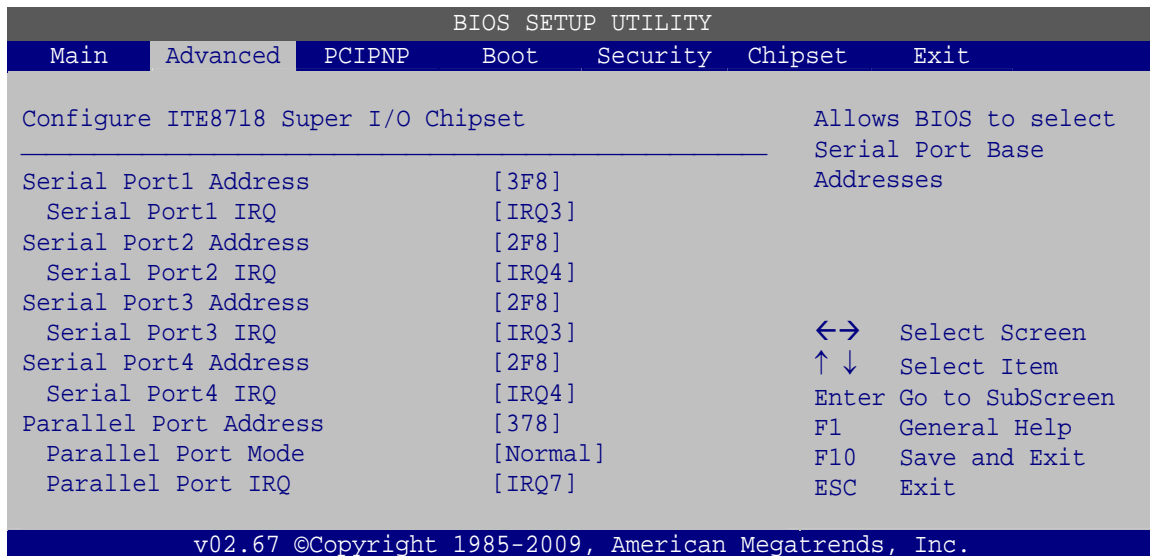 BIOS SETUP UTILITY
Main Advanced PCIPNP Boot Security Chipset Exit
Configure ITE8718 Super I/O Chipset
Serial Port1 Address [3F8]
Serial Port1 IRQ [IRQ3]
Serial Port2 Address [2F8]
Serial Port2 IRQ [IRQ4]
Serial Port3 Address [2F8]
Serial Port3 IRQ [IRQ3]
Serial Port4 Address [2F8]
Serial Port4 IRQ [IRQ4]
Parallel Port Address [378]
Parallel Port Mode [Normal]
Parallel Port IRQ [IRQ7]
Allows BIOS to select
Serial Port Base
Addresses
←→ Select Screen
↑ ↓ Select Item
Enter Go to SubScreen
F1 General Help
F10 Save and Exit
ESC Exit
v02.67 ©Copyright 1985-2009, American Megatrends, Inc.